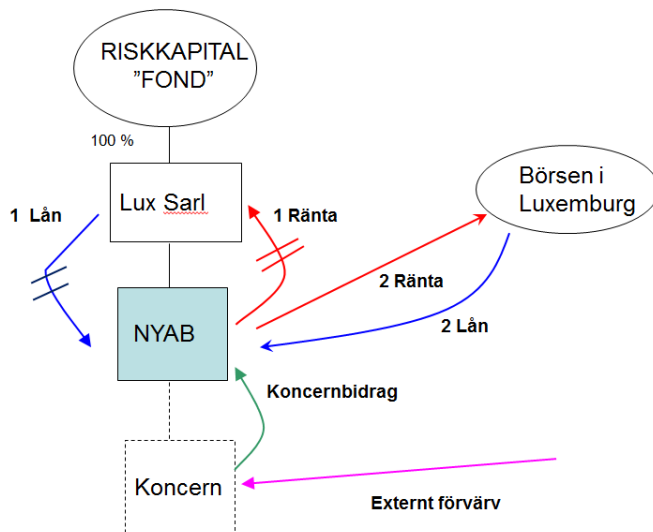 RISKKAPITAL
”FOND”
100 %
Lux Sarl
1 Lån
1 Ränta
Börsen i
Luxemburg
2 Ränta
NYAB
2 Lån
Koncernbidrag
Koncern
Externt förvärv